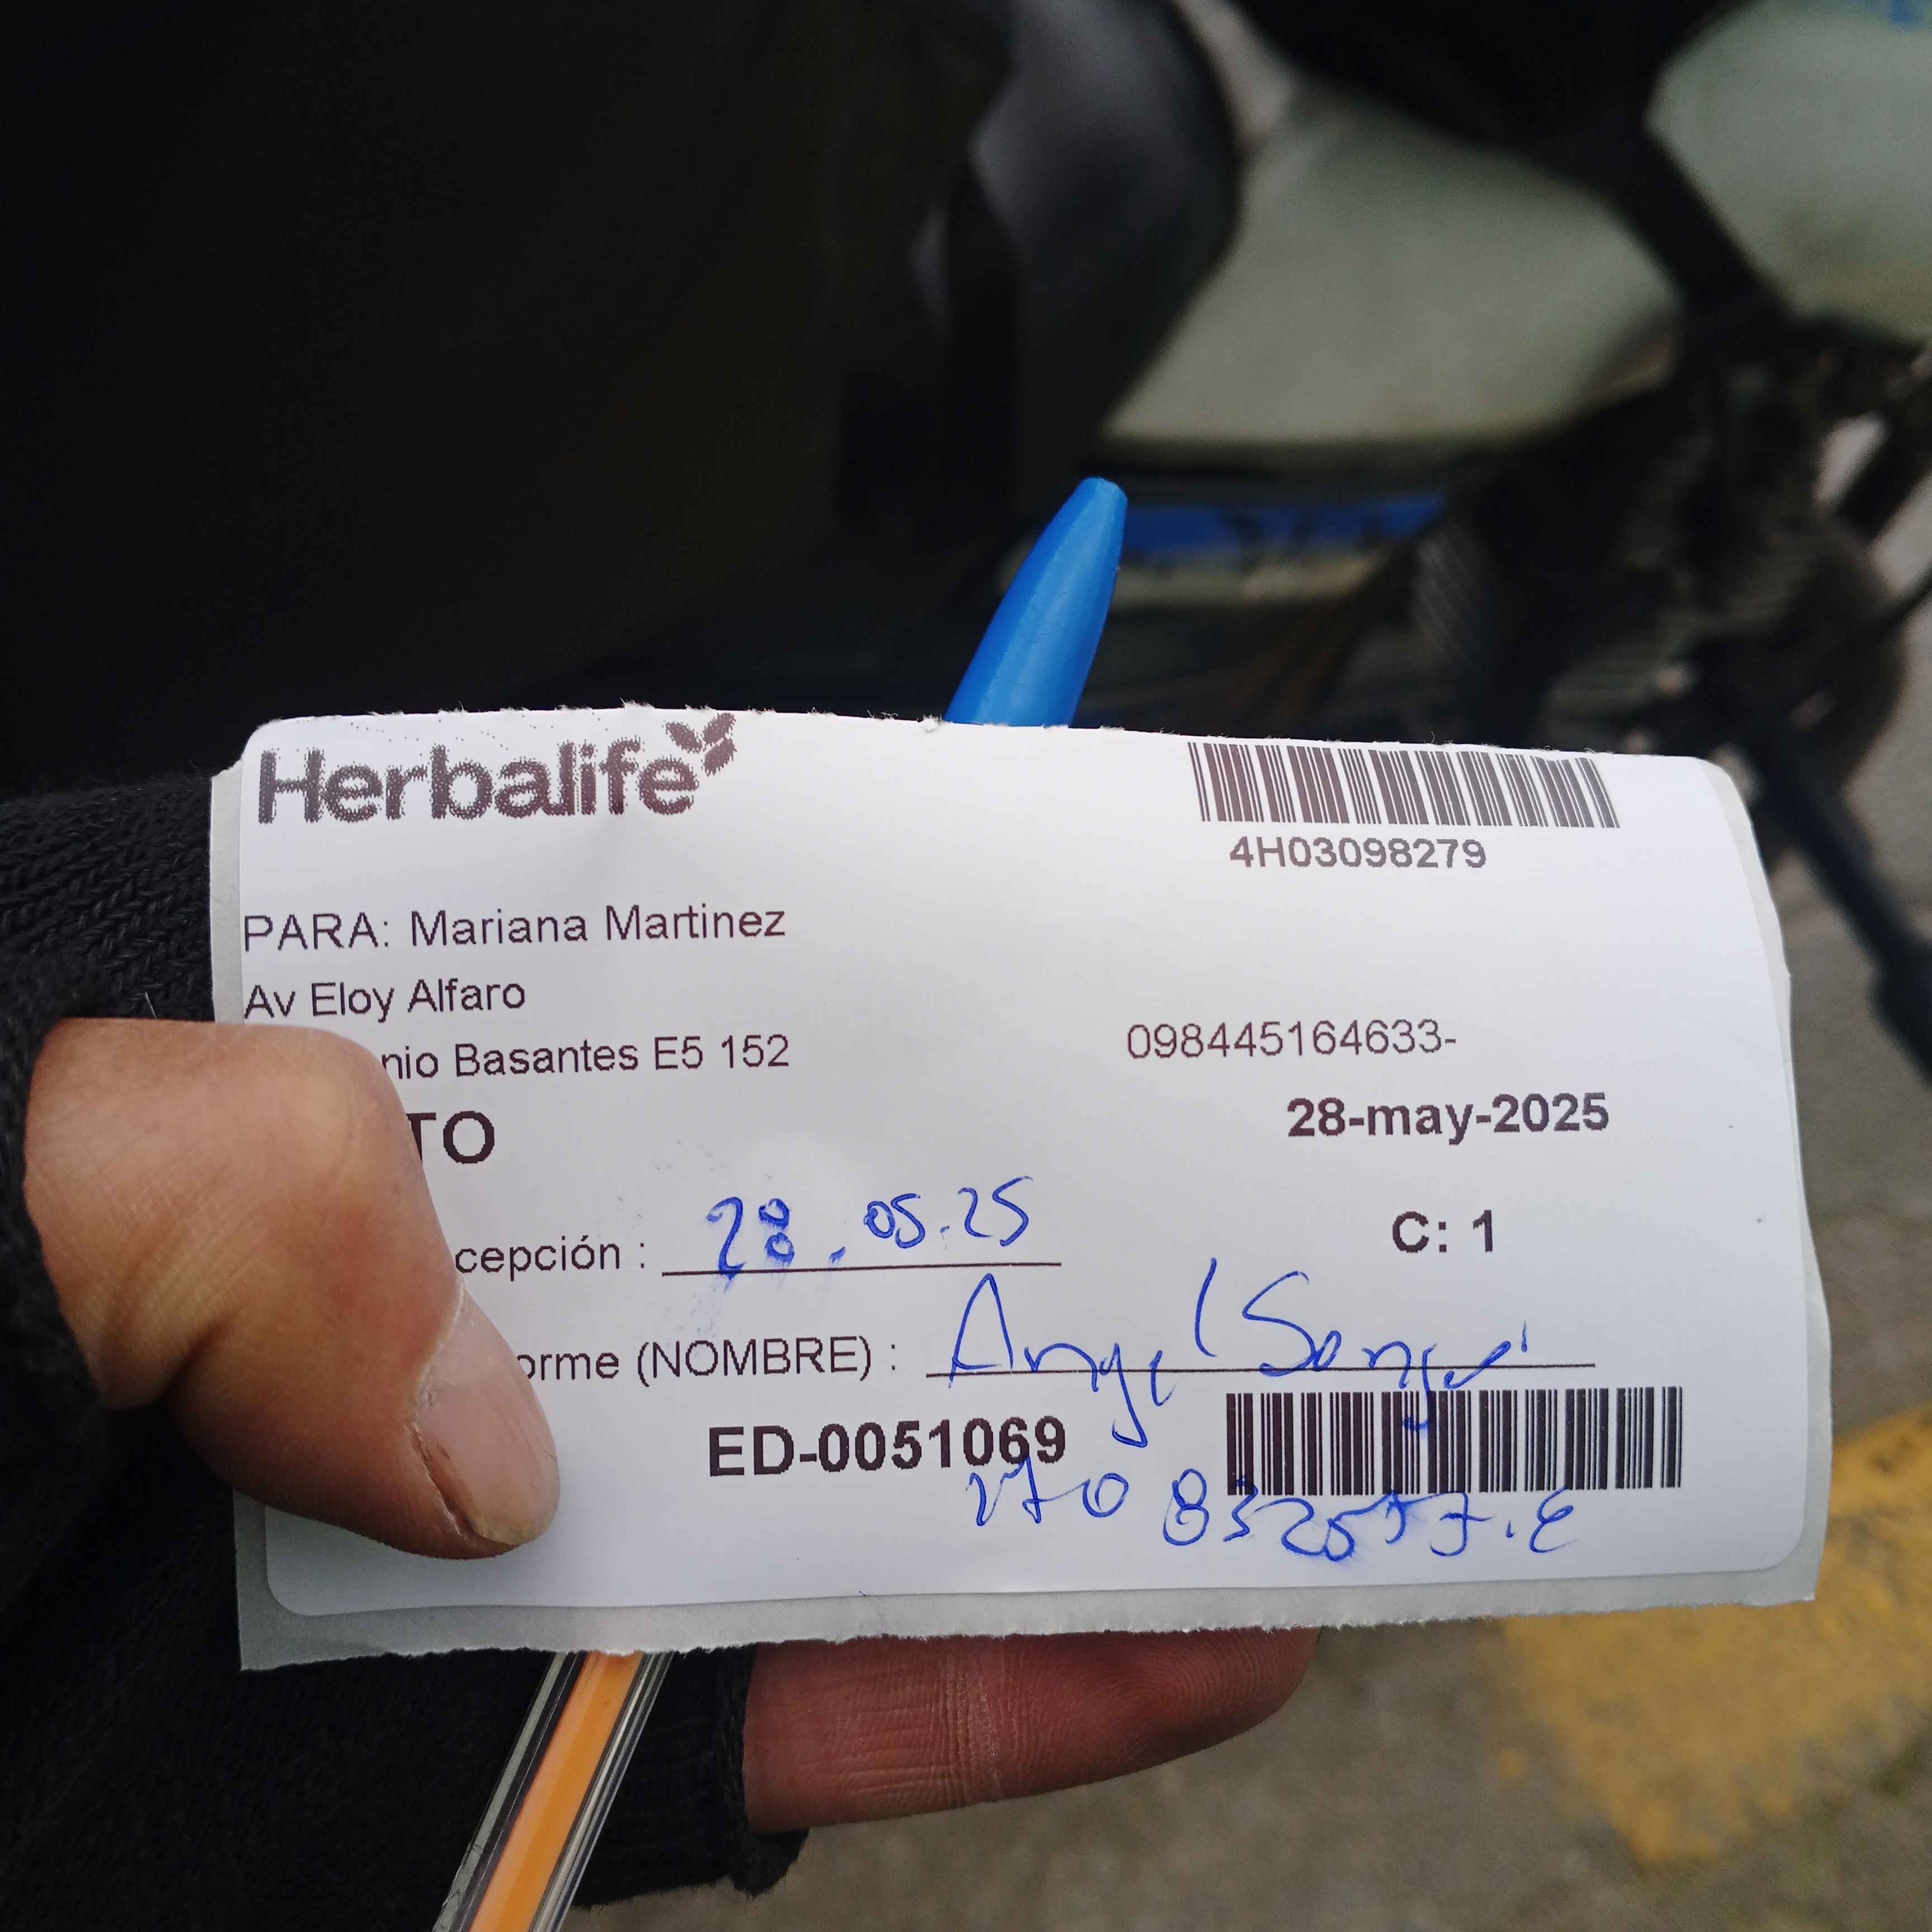 Herbalife
4H03098279
PARA: Mariana Martinez
Av Eloy Alfaro
nio Basantes E5 152
098445164633-
TO
28-may-2025
cepción : 28.05.25
C: 1
orme (NOMBRE) : Angel
ED-0051069